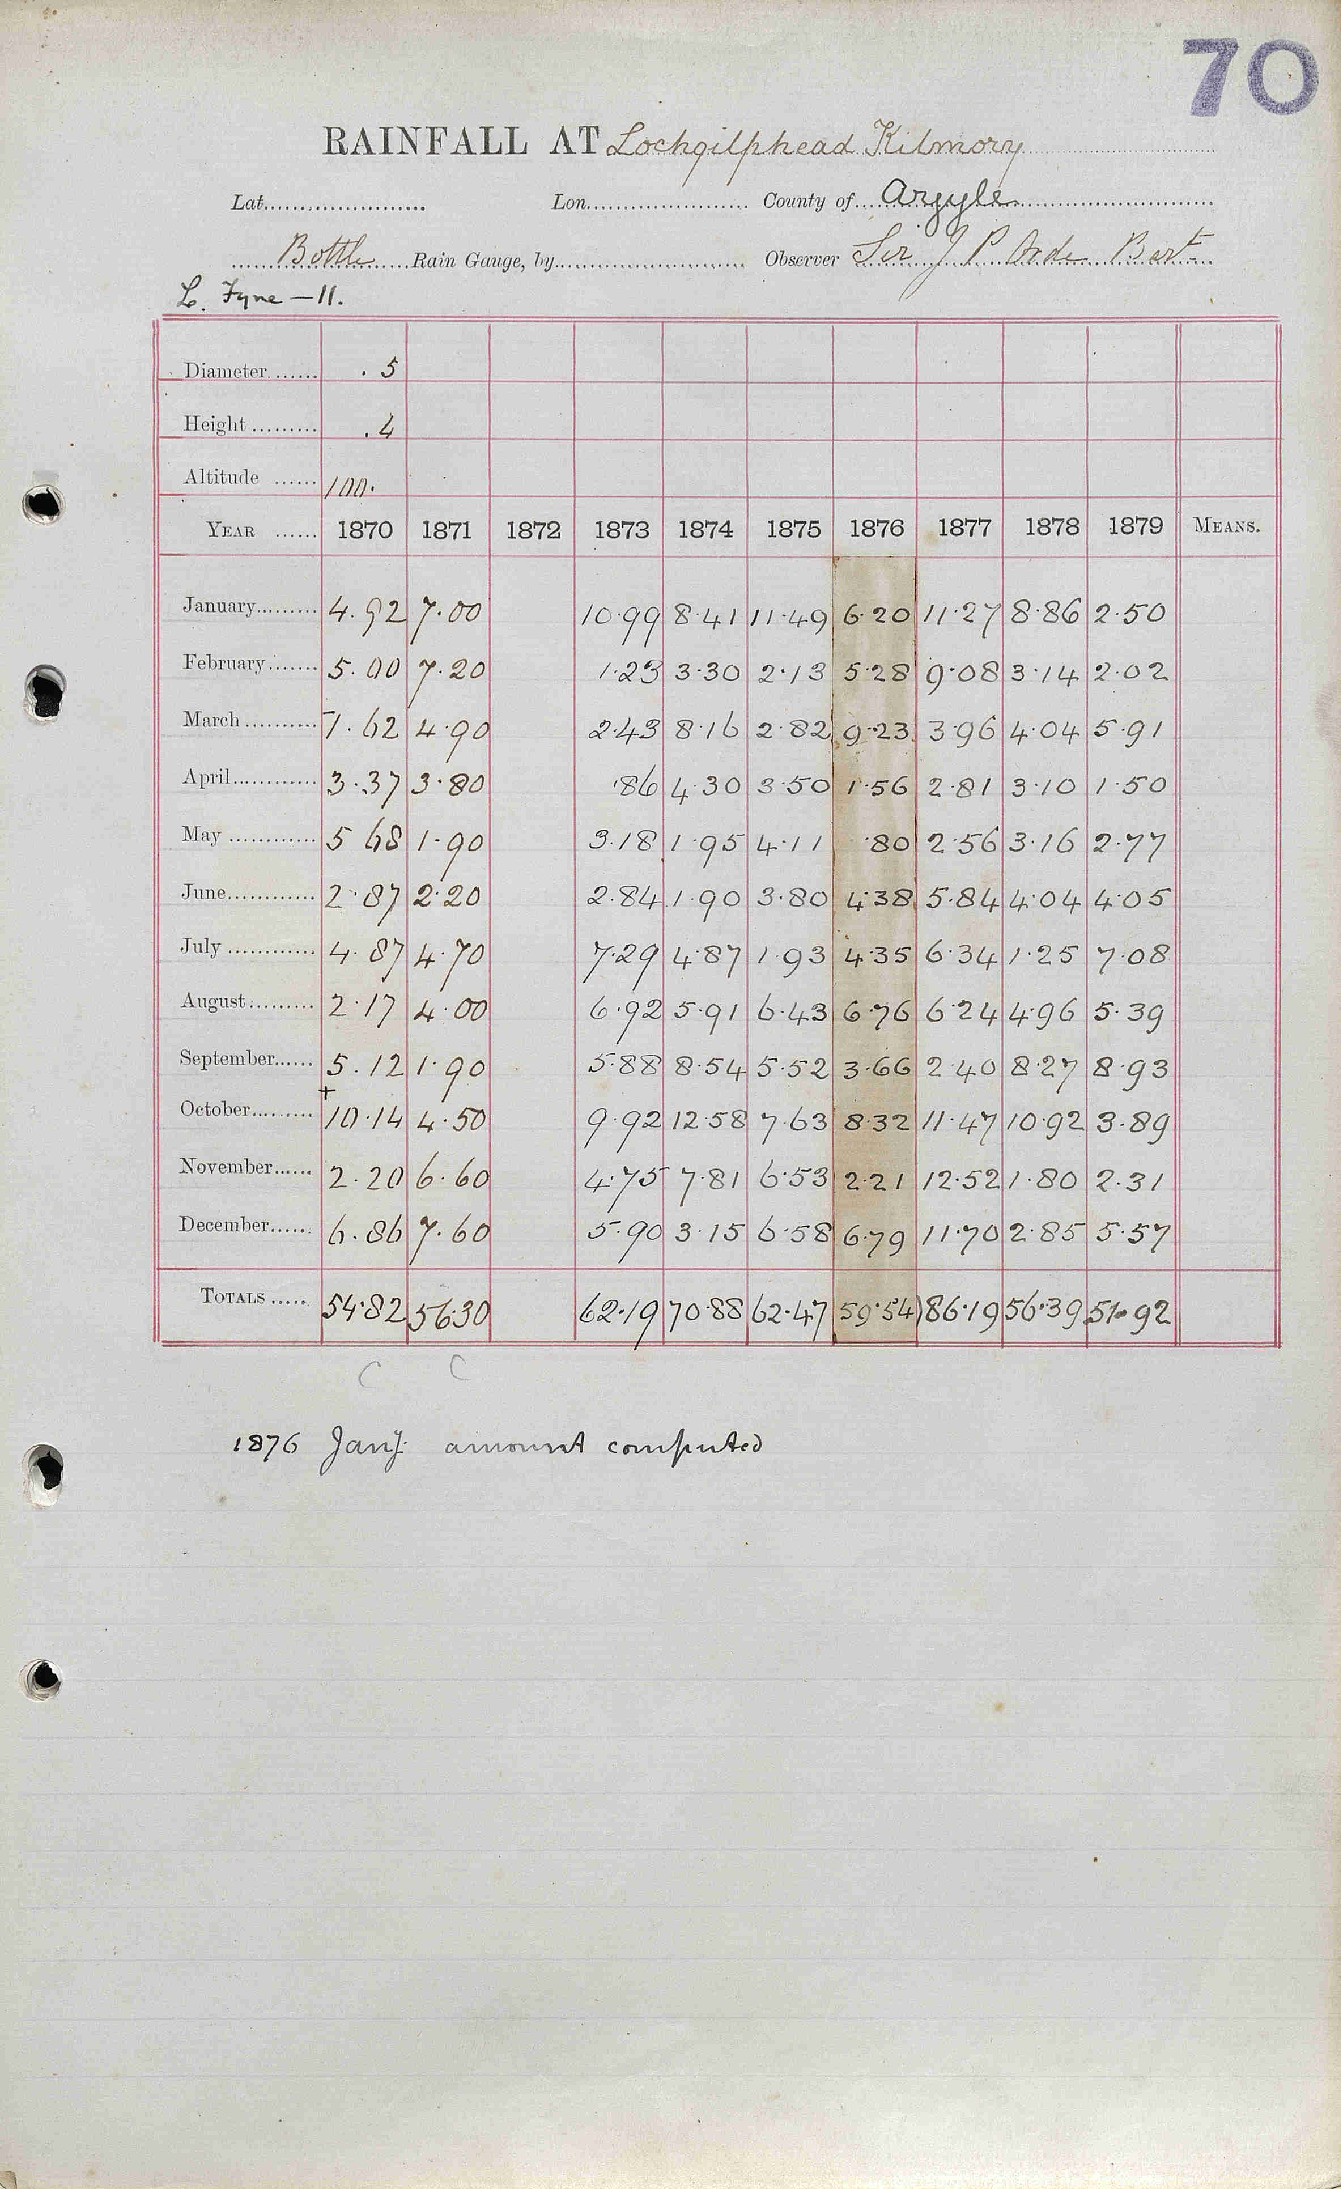 70
RAINFALL AT Lochgilphead Kilmory
Lat. Lon. County of Argyle
Bottle Rain Gauge, by Observer Sir J P Orde Bart
L. Fyne — 11.
Diameter . 5
Height . 4
Altitude 100.
YEAR 1870 1871 1872 1873 1874 1875 1876 1877 1878 1879 MEANS.
January 4.92 7.00 10.99 8.41 11.49 6.20 11.27 8.86 2.50
February 5.00 7.20 1.23 3.30 2.13 5.28 9.08 3.14 2.02
March 1.62 4.90 2.43 8.16 2.82 9.23 3.96 4.04 5.91
April 3.37 3.80 .86 4.30 3.50 1.56 2.81 3.10 1.50
May 5 68 1.90 3.18 1.95 4.11 .80 2.56 3.16 2.77
June 2.87 2.20 2.84 1.90 3.80 4.38 5.84 4.04 4.05
July 4.87 4.70 7.29 4.87 1.93 4.35 6.34 1.25 7.08
August 2.17 4.00 6.92 5.91 6.43 6.76 6.24 4.96 5.39
September 5.12 1.90 5.88 8.54 5.52 3.66 2.40 8.27 8.93
+
October 10.14 4.50 9.92 12.58 7.63 8.32 11.47 10.92 3.89
November 2.20 6.60 4.75 7.81 6.53 2.21 12.52 1.80 2.31
December 6.86 7.60 5.90 3.15 6.58 6.79 11.70 2.85 5.57
TOTALS 54.82 56.30 62.19 70.88 62.47 59.54) 86.19 56.39 51.92
C C
1876 Jany. amount computed